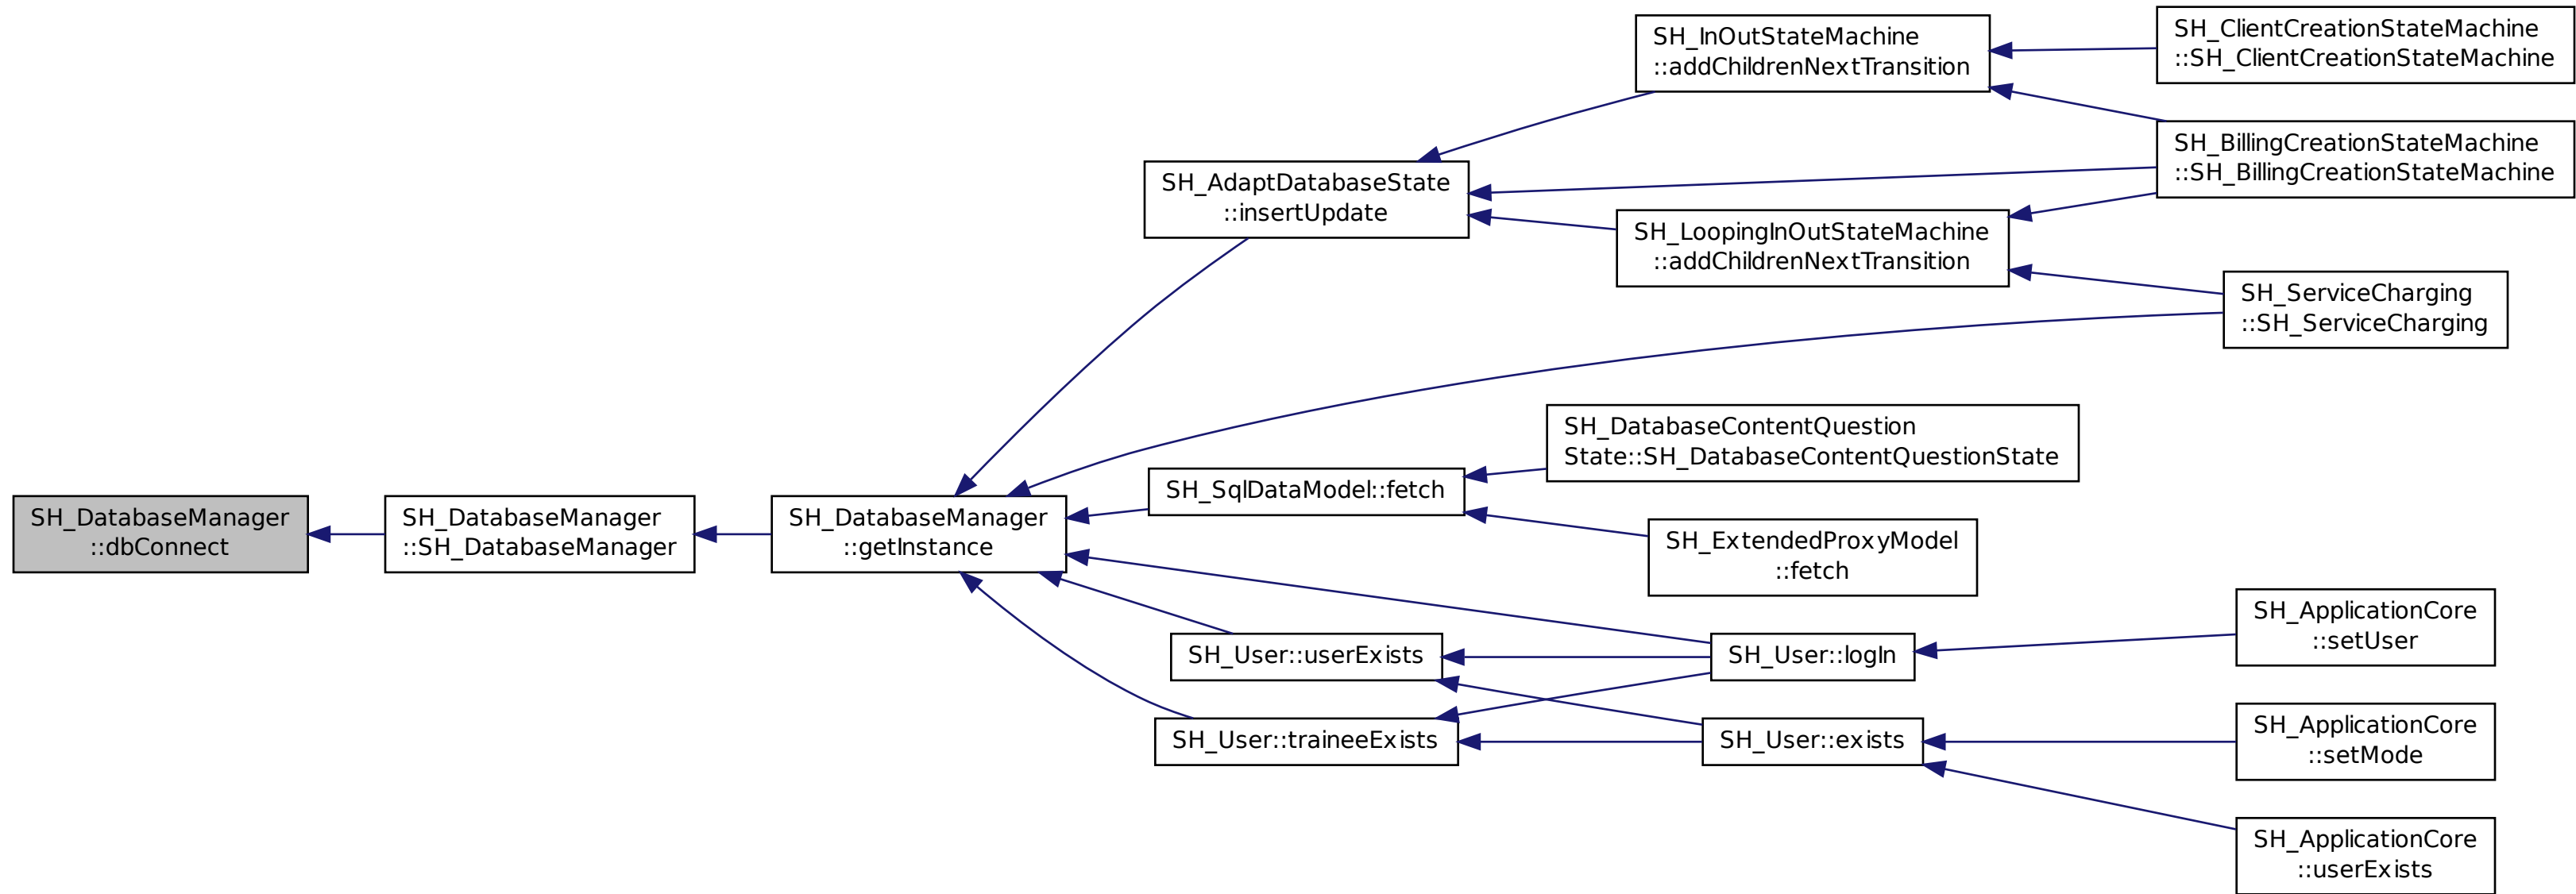 SH_DatabaseManager
::dbConnect
SH_DatabaseManager
::SH_DatabaseManager
SH_DatabaseManager
::getInstance
SH_AdaptDatabaseState
::insertUpdate
SH_InOutStateMachine
::addChildrenNextTransition
SH_ClientCreationStateMachine
::SH_ClientCreationStateMachine
SH_BillingCreationStateMachine
::SH_BillingCreationStateMachine
SH_LoopingInOutStateMachine
::addChildrenNextTransition
SH_ServiceCharging
::SH_ServiceCharging
SH_SqlDataModel::fetch
SH_DatabaseContentQuestion
State::SH_DatabaseContentQuestionState
SH_ExtendedProxyModel
::fetch
SH_User::userExists
SH_User::logIn
SH_ApplicationCore
::setUser
SH_User::traineeExists
SH_User::exists
SH_ApplicationCore
::setMode
SH_ApplicationCore
::userExists